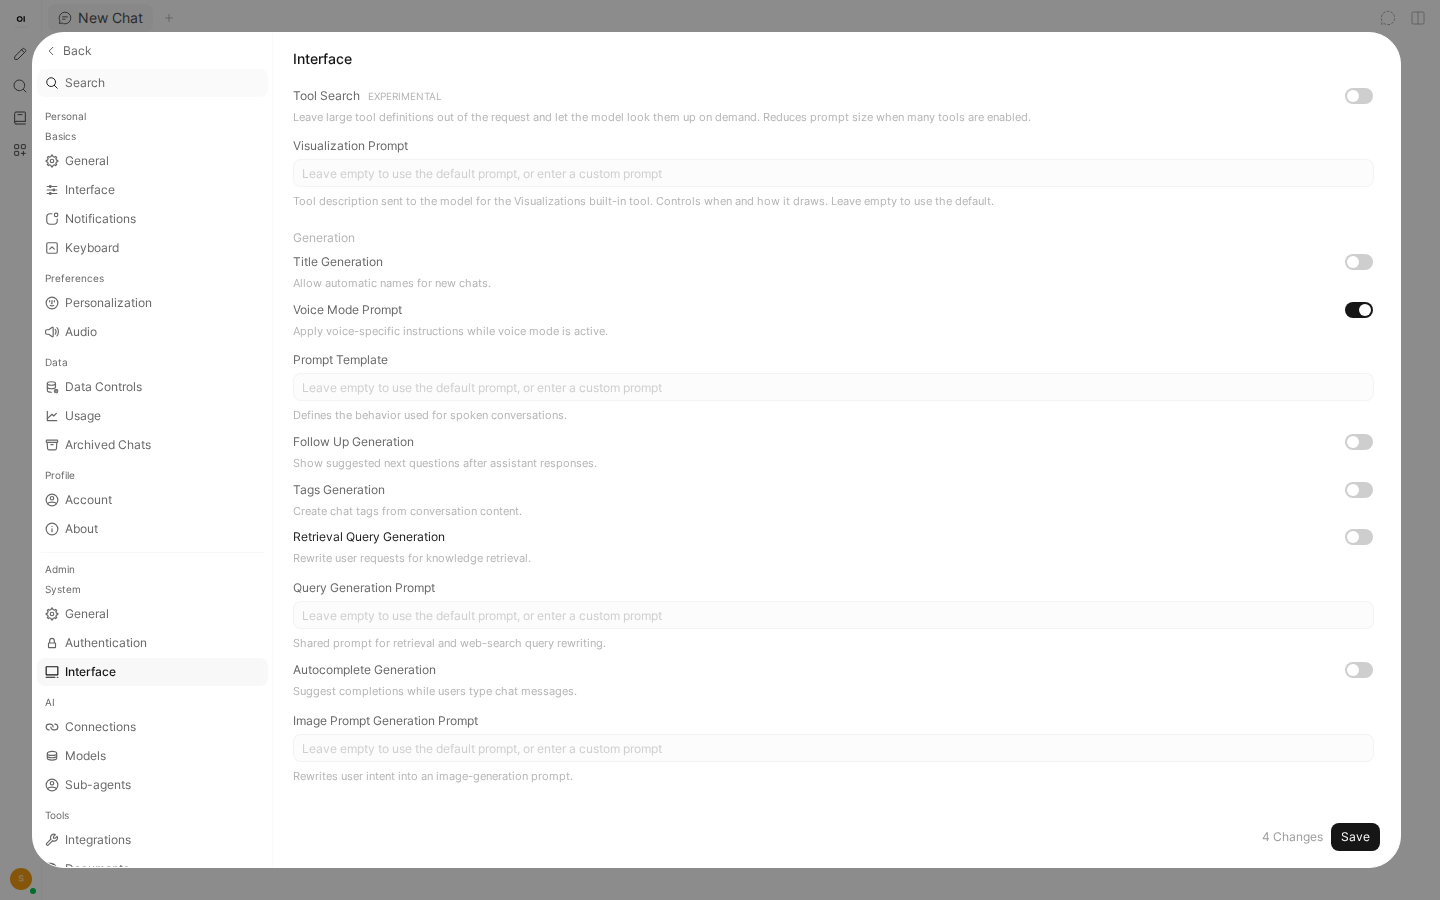 OI
New Chat
Back
Search
Personal
Basics
General
Interface
Notifications
Keyboard
Preferences
Personalization
Audio
Data
Data Controls
Usage
Archived Chats
Profile
Account
About
Admin
System
General
Authentication
Interface
AI
Connections
Models
Sub-agents
Tools
Integrations
Documents
S
Interface
Tool Search EXPERIMENTAL
Leave large tool definitions out of the request and let the model look them up on demand. Reduces prompt size when many tools are enabled.
Visualization Prompt
Leave empty to use the default prompt, or enter a custom prompt
Tool description sent to the model for the Visualizations built-in tool. Controls when and how it draws. Leave empty to use the default.
Generation
Title Generation
Allow automatic names for new chats.
Voice Mode Prompt
Apply voice-specific instructions while voice mode is active.
Prompt Template
Leave empty to use the default prompt, or enter a custom prompt
Defines the behavior used for spoken conversations.
Follow Up Generation
Show suggested next questions after assistant responses.
Tags Generation
Create chat tags from conversation content.
Retrieval Query Generation
Rewrite user requests for knowledge retrieval.
Query Generation Prompt
Leave empty to use the default prompt, or enter a custom prompt
Shared prompt for retrieval and web-search query rewriting.
Autocomplete Generation
Suggest completions while users type chat messages.
Image Prompt Generation Prompt
Leave empty to use the default prompt, or enter a custom prompt
Rewrites user intent into an image-generation prompt.
4 Changes
Save